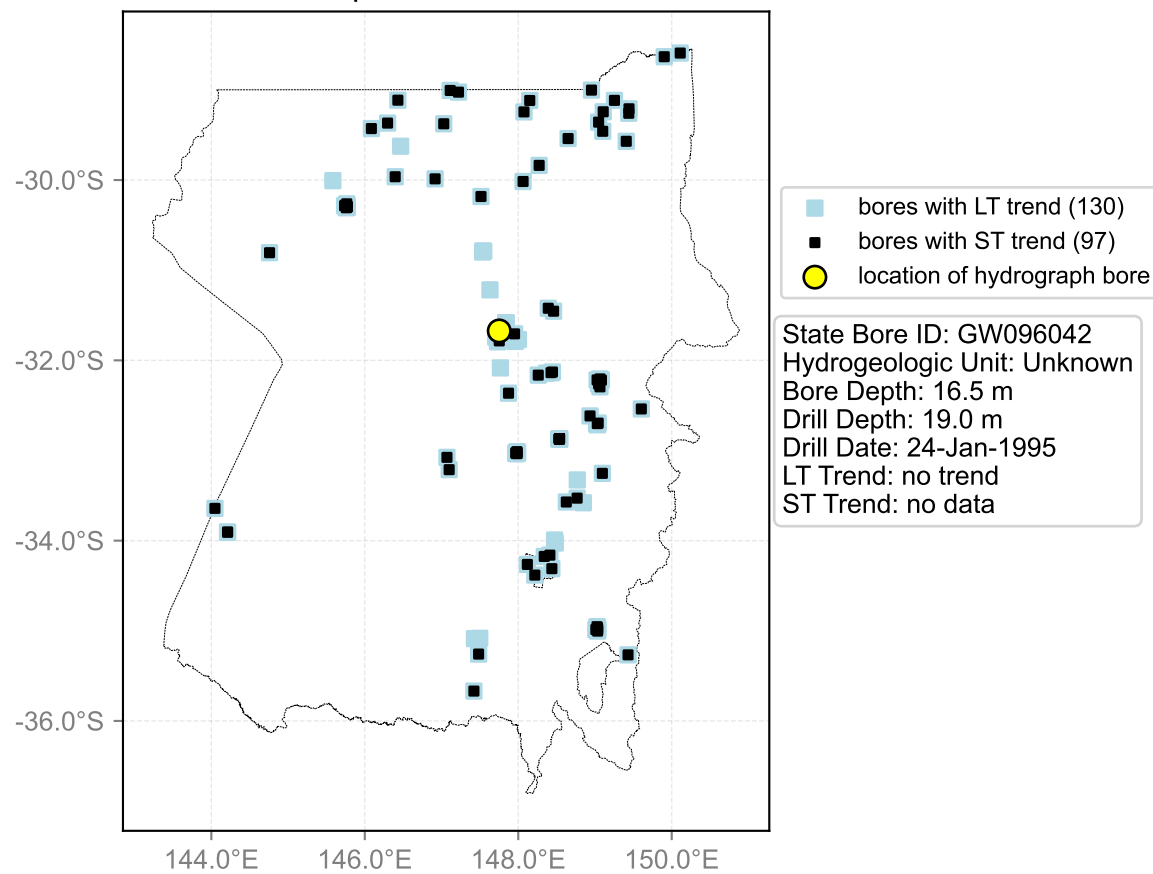 -30.0°S
-32.0°S
-34.0°S
-36.0°S
144.0°E
146.0°E
148.0°E
150.0°E
bores with LT trend (130)
bores with ST trend (97)
location of hydrograph bore
State Bore ID: GW096042
Hydrogeologic Unit: Unknown
Bore Depth: 16.5 m
Drill Depth: 19.0 m
Drill Date: 24-Jan-1995
LT Trend: no trend
ST Trend: no data